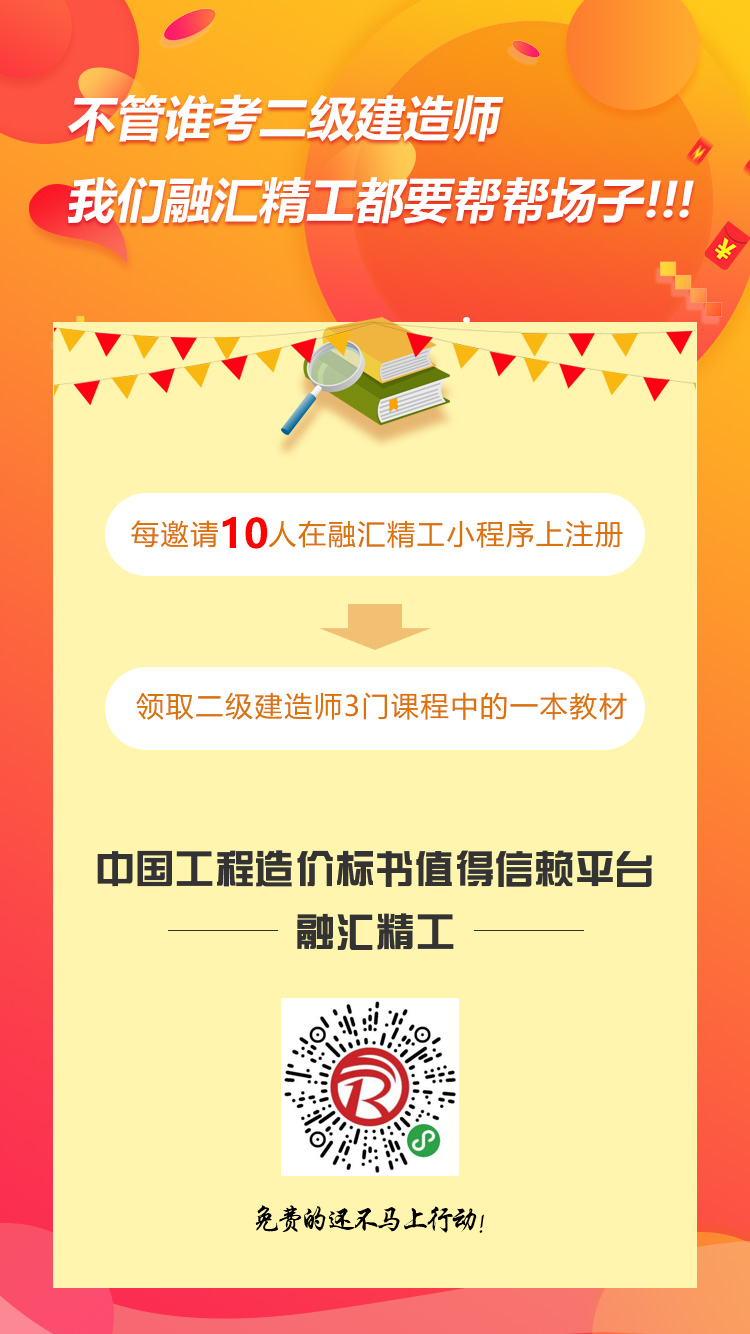 不管谁考二级建造师
我们融汇精工都要帮帮场子!!!
每邀请10人在融汇精工小程序上注册
领取二级建造师3门课程中的一本教材
中国工程造价标书值得信赖平台
融汇精工
免费的还不马上行动!